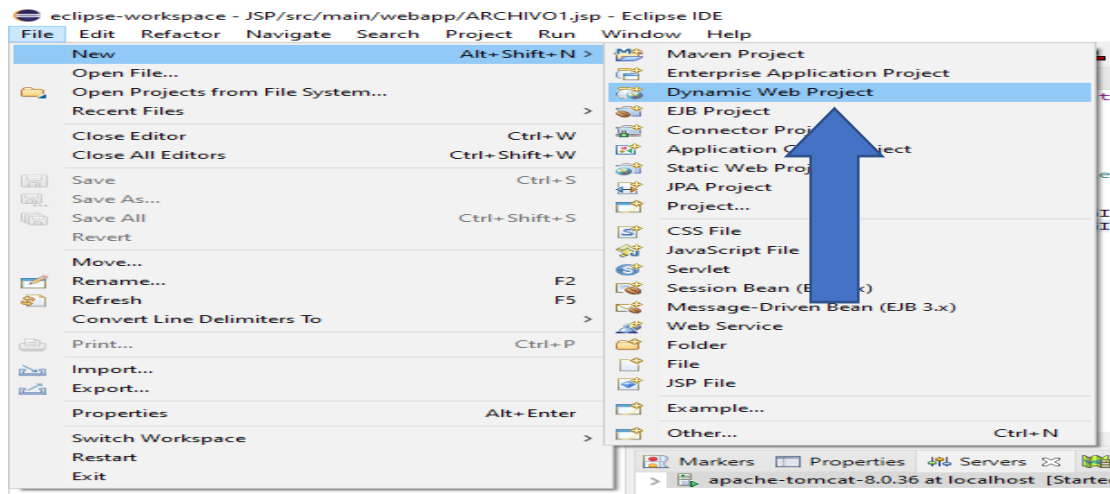 eclipse-workspace - JSP/src/main/webapp/ARCHIVO1.jsp - Eclipse IDE
File Edit Refactor Navigate Search Project Run Window Help
New Alt+Shift+N >
Open File...
Open Projects from File System...
Recent Files >
Close Editor Ctrl+W
Close All Editors Ctrl+Shift+W
Save Ctrl+S
Save As...
Save All Ctrl+Shift+S
Revert
Move...
Rename... F2
Refresh F5
Convert Line Delimiters To >
Print... Ctrl+P
Import...
Export...
Properties Alt+Enter
Switch Workspace >
Restart
Exit
Maven Project
Enterprise Application Project
Dynamic Web Project
EJB Project
Connector
Application
Static Web
JPA Project
Project...
CSS File
JavaScript File
Servlet
Session Bean
Message-Driven Bean (EJB 3.x)
Web Service
Folder
File
JSP File
Example...
Other... Ctrl+N
Markers Properties Servers
> apache-tomcat-8.0.36 at localhost